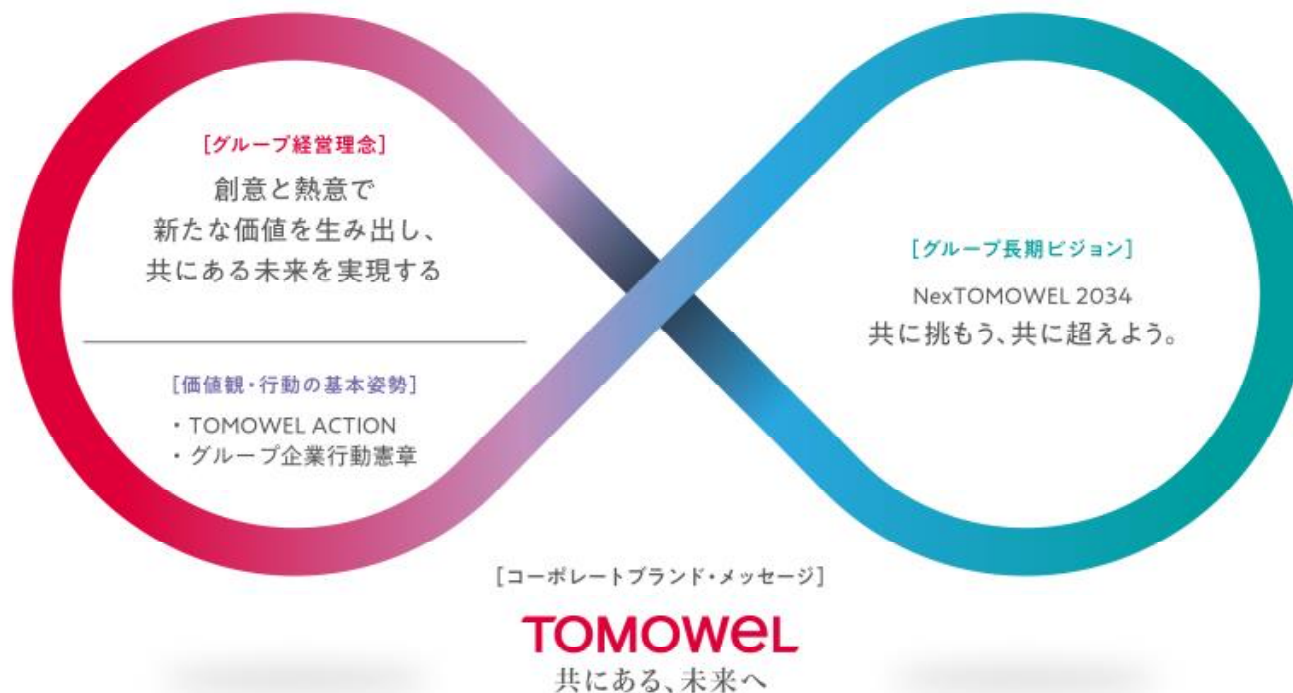 [グループ経営理念]
創意と熱意で
新たな価値を生み出し、
共にある未来を実現する
[価値観・行動の基本姿勢]
・TOMOWEL ACTION
・グループ企業行動憲章
[グループ長期ビジョン]
NexTOMOWEL 2034
共に挑もう、共に超えよう。
[コーポレートブランド・メッセージ]
TOMOWeL
共にある、未来へ